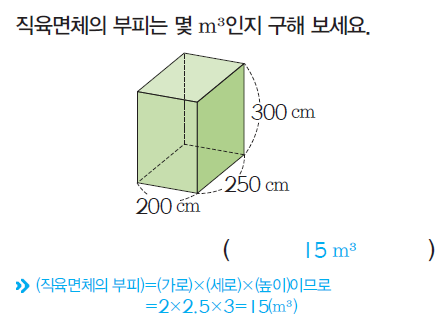 직육면체의 부피는 몇 m³인지 구해 보세요.
300 cm
250 cm
200 cm
( 15 m³ )
≫ (직육면체의 부피)=(가로)×(세로)×(높이)이므로
=2×2.5×3=15(m³)